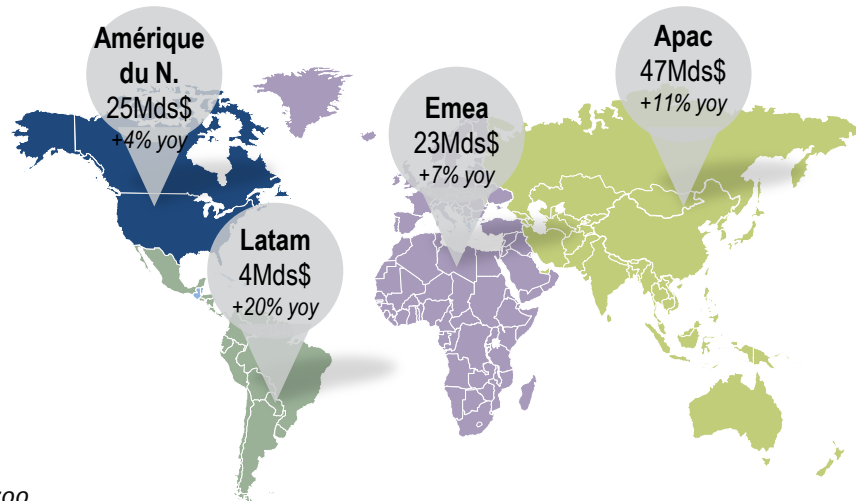 Amérique
du N.
25Mds$
+4% yoy
Latam
4Mds$
+20% yoy
Emea
23Mds$
+7% yoy
Apac
47Mds$
+11% yoy